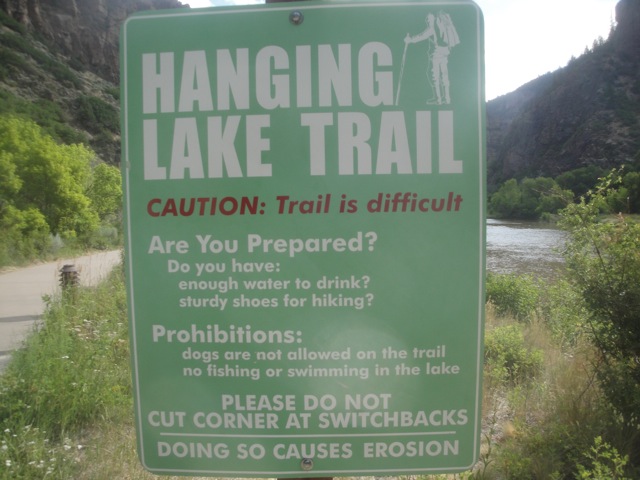 HANGING
LAKE TRAIL
CAUTION: Trail is difficult
Are You Prepared?
Do you have:
enough water to drink?
sturdy shoes for hiking?
Prohibitions:
dogs are not allowed on the trail
no fishing or swimming in the lake
PLEASE DO NOT
CUT CORNER AT SWITCHBACKS
DOING SO CAUSES EROSION